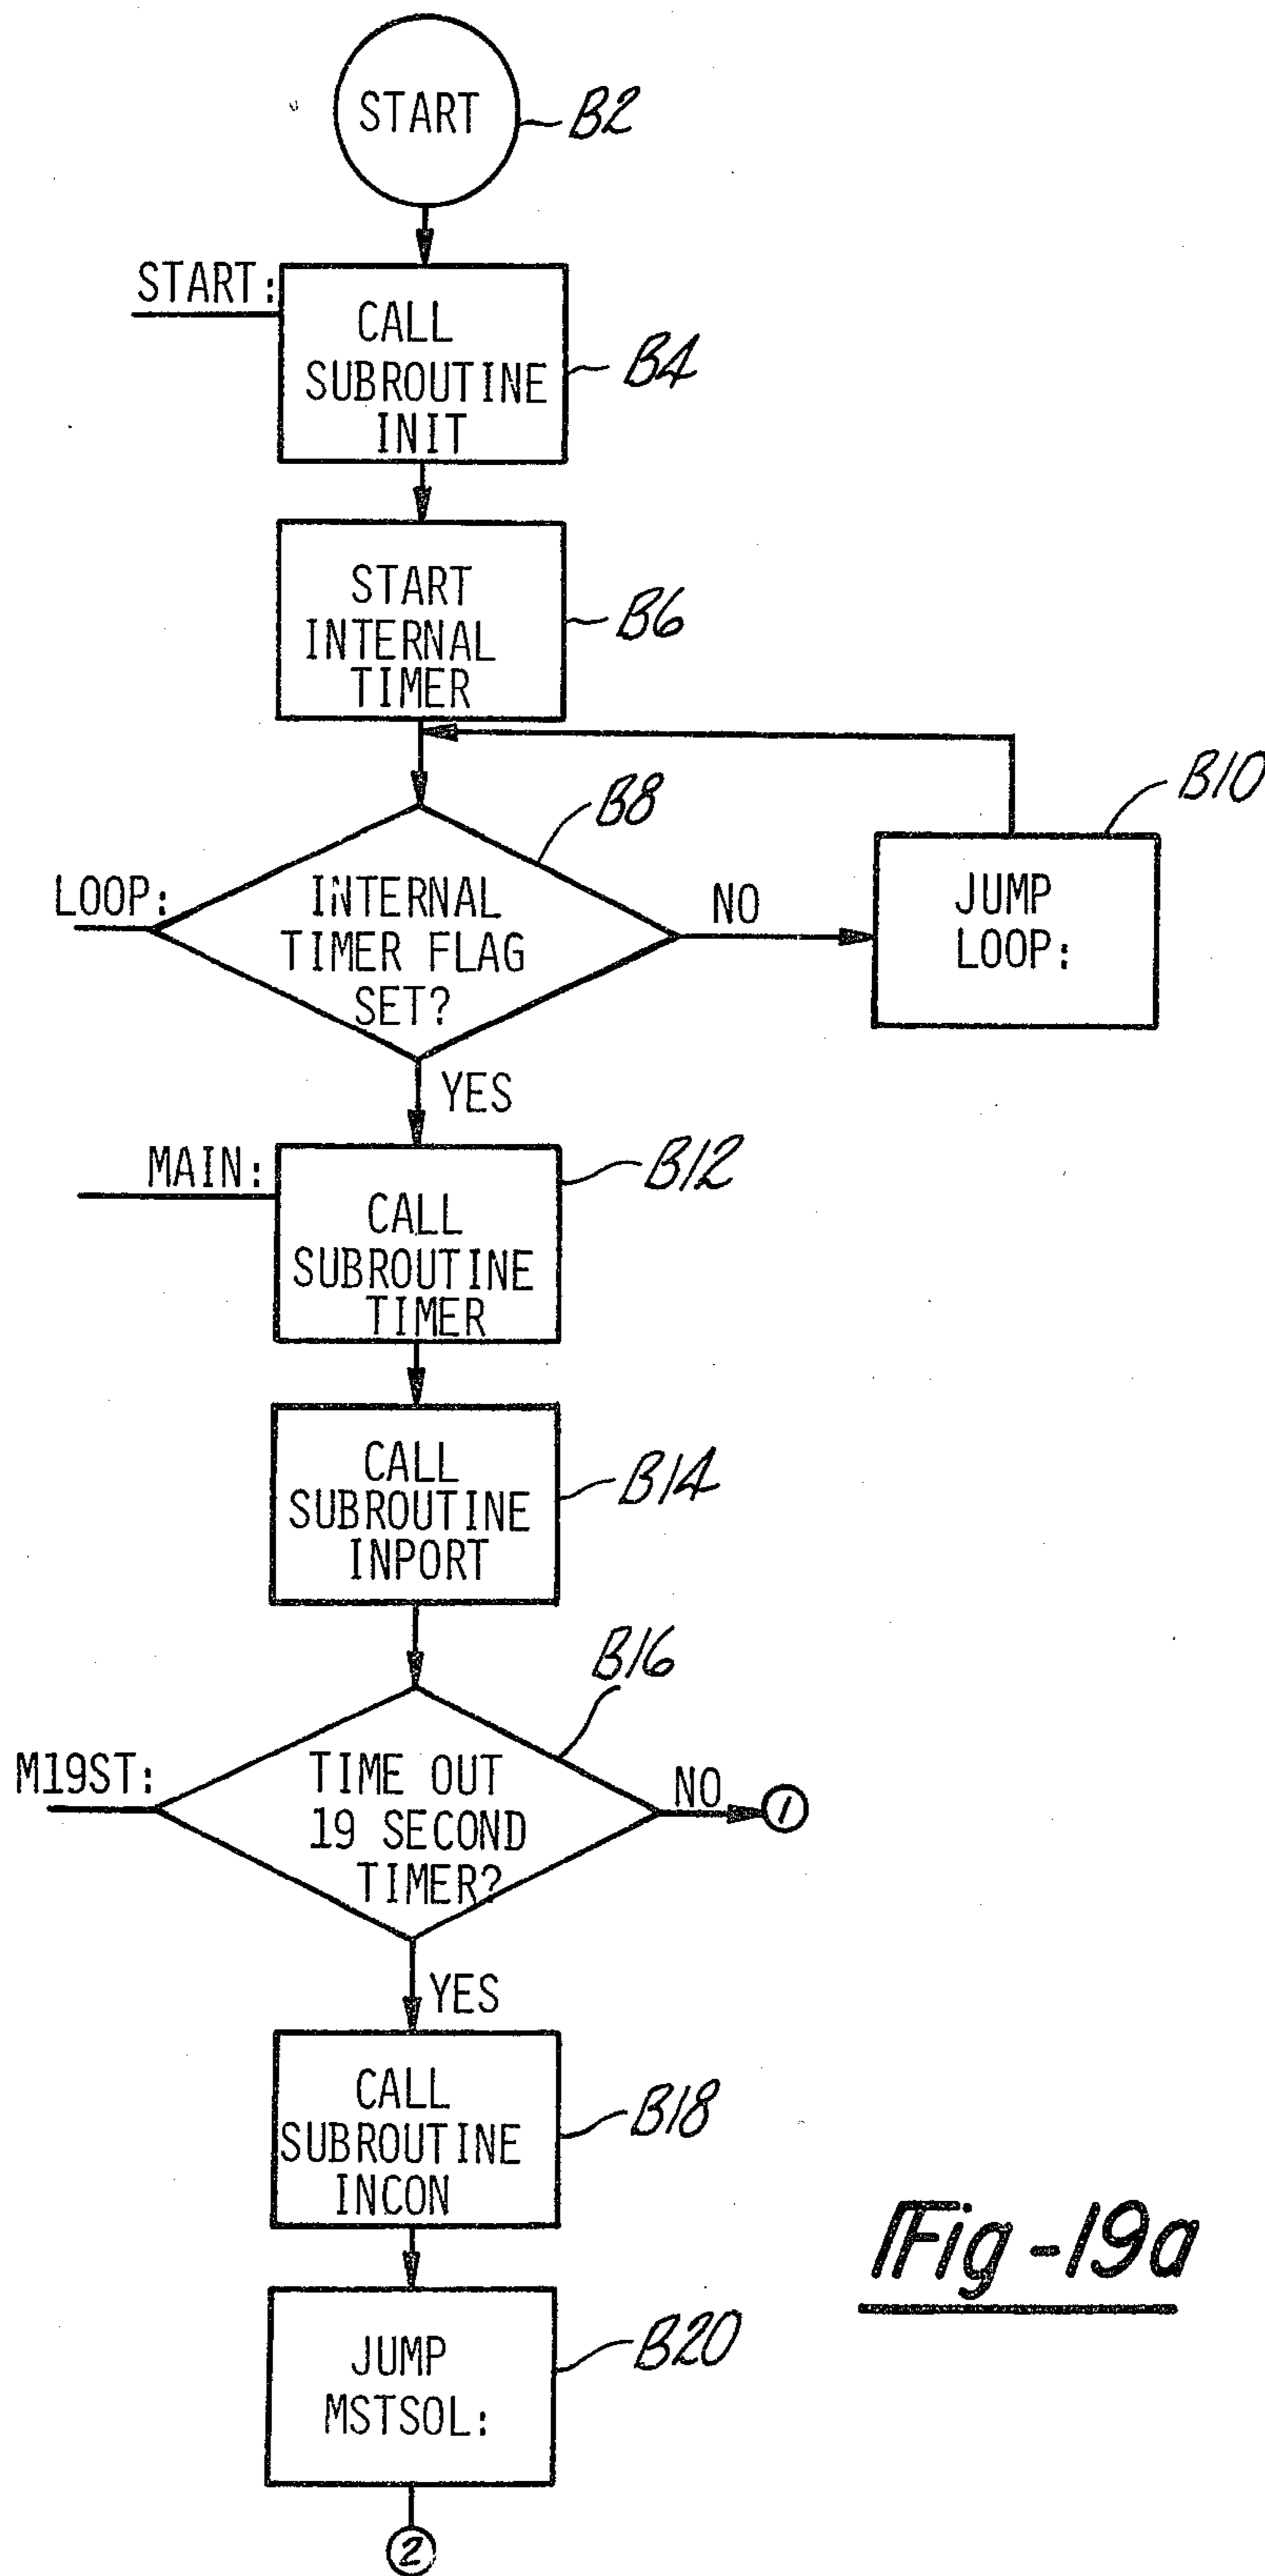 START
B2
START:
CALL
SUBROUTINE
INIT
B4
START
INTERNAL
TIMER
B6
B8
B10
LOOP:
INTERNAL
TIMER FLAG
SET?
NO
JUMP
LOOP:
YES
MAIN:
CALL
SUBROUTINE
TIMER
B12
CALL
SUBROUTINE
INPORT
B14
B16
M19ST:
TIME OUT
19 SECOND
TIMER?
NO
1
YES
CALL
SUBROUTINE
INCON
B18
JUMP
MSTSOL:
B20
2
Fig-19a